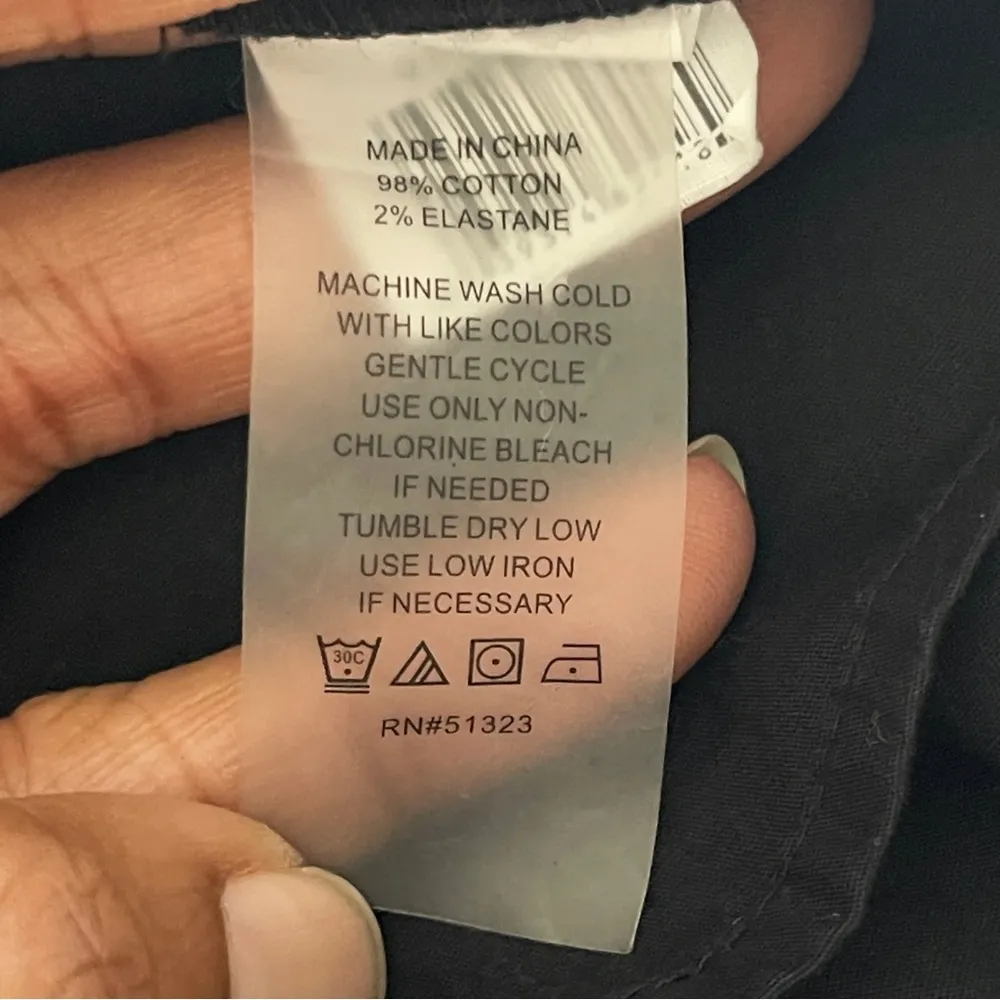 MADE IN CHINA
98% COTTON
2% ELASTANE
MACHINE WASH COLD
WITH LIKE COLORS
GENTLE CYCLE
USE ONLY NON-
CHLORINE BLEACH
IF NEEDED
TUMBLE DRY LOW
USE LOW IRON
IF NECESSARY
30C
RN#51323